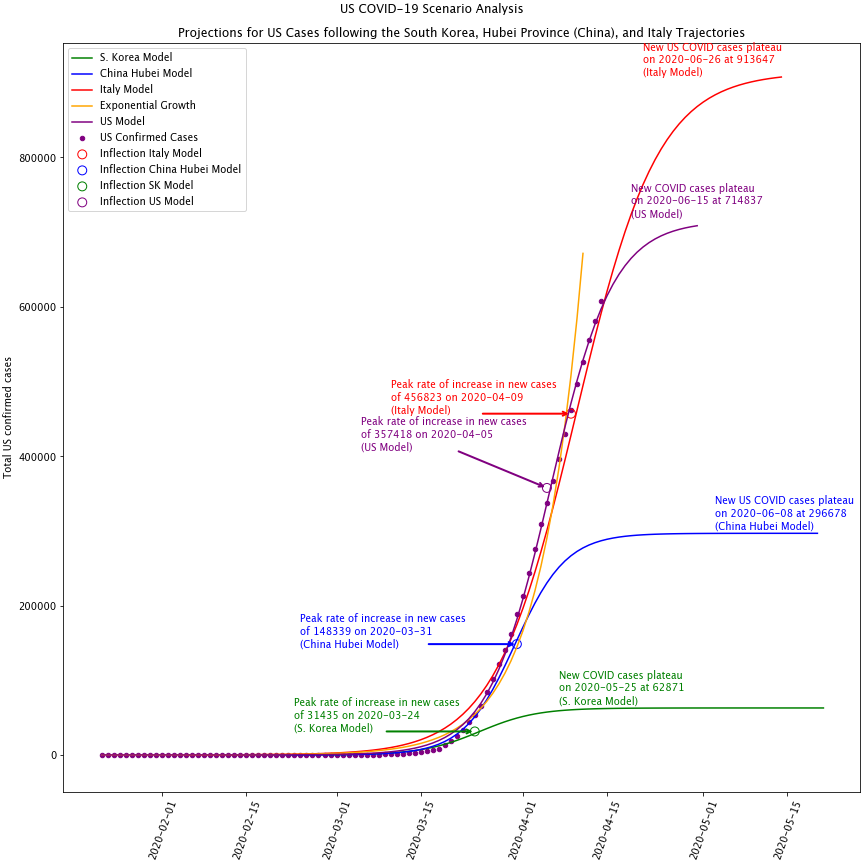 US COVID-19 Scenario Analysis
Projections for US Cases following the South Korea, Hubei Province (China), and Italy Trajectories
S. Korea Model
China Hubei Model
Italy Model
Exponential Growth
US Model
US Confirmed Cases
Inflection Italy Model
Inflection China Hubei Model
Inflection SK Model
Inflection US Model
New US COVID cases plateau
on 2020-06-26 at 913647
(Italy Model)
New COVID cases plateau
on 2020-06-15 at 714837
(US Model)
Peak rate of increase in new cases
of 456823 on 2020-04-09
(Italy Model)
Peak rate of increase in new cases
of 357418 on 2020-04-05
(US Model)
New US COVID cases plateau
on 2020-06-08 at 296678
(China Hubei Model)
Peak rate of increase in new cases
of 148339 on 2020-03-31
(China Hubei Model)
New COVID cases plateau
on 2020-05-25 at 62871
(S. Korea Model)
Peak rate of increase in new cases
of 31435 on 2020-03-24
(S. Korea Model)
Total US confirmed cases
800000
600000
400000
200000
0
2020-02-01
2020-02-15
2020-03-01
2020-03-15
2020-04-01
2020-04-15
2020-05-01
2020-05-15